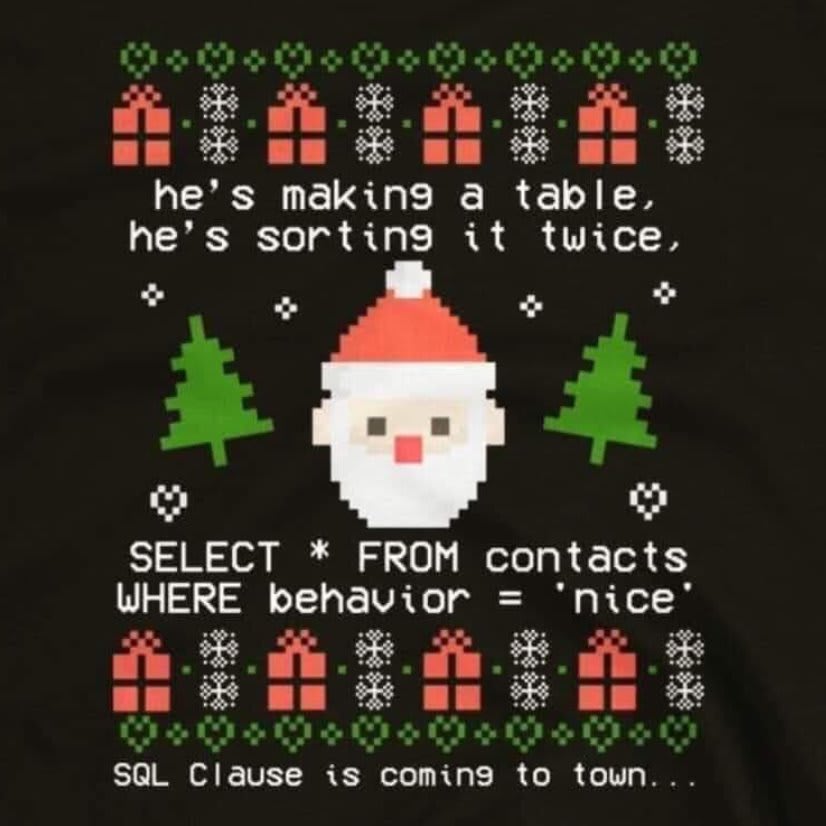 he's making a table,
he's sorting it twice,
SELECT * FROM contacts
WHERE behavior = 'nice'
SQL Clause is coming to town...